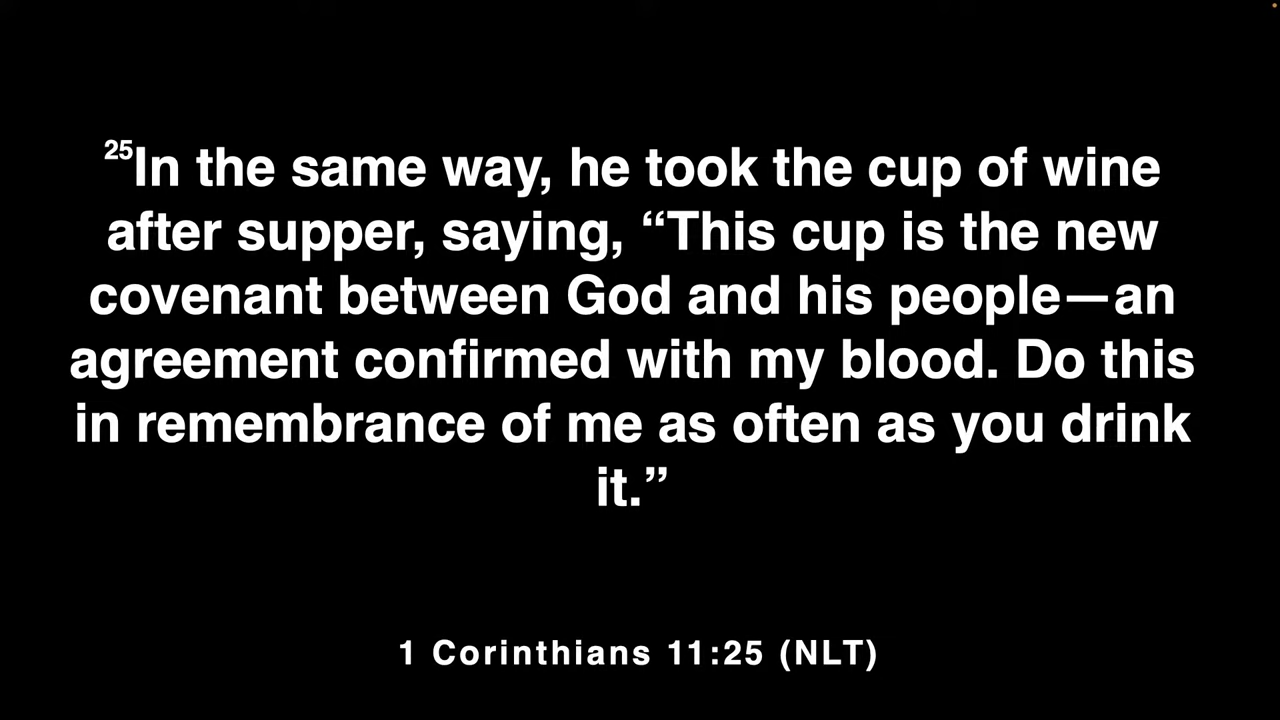 25In the same way, he took the cup of wine
after supper, saying, “This cup is the new
covenant between God and his people—an
agreement confirmed with my blood. Do this
in remembrance of me as often as you drink
it.”
1 Corinthians 11:25 (NLT)